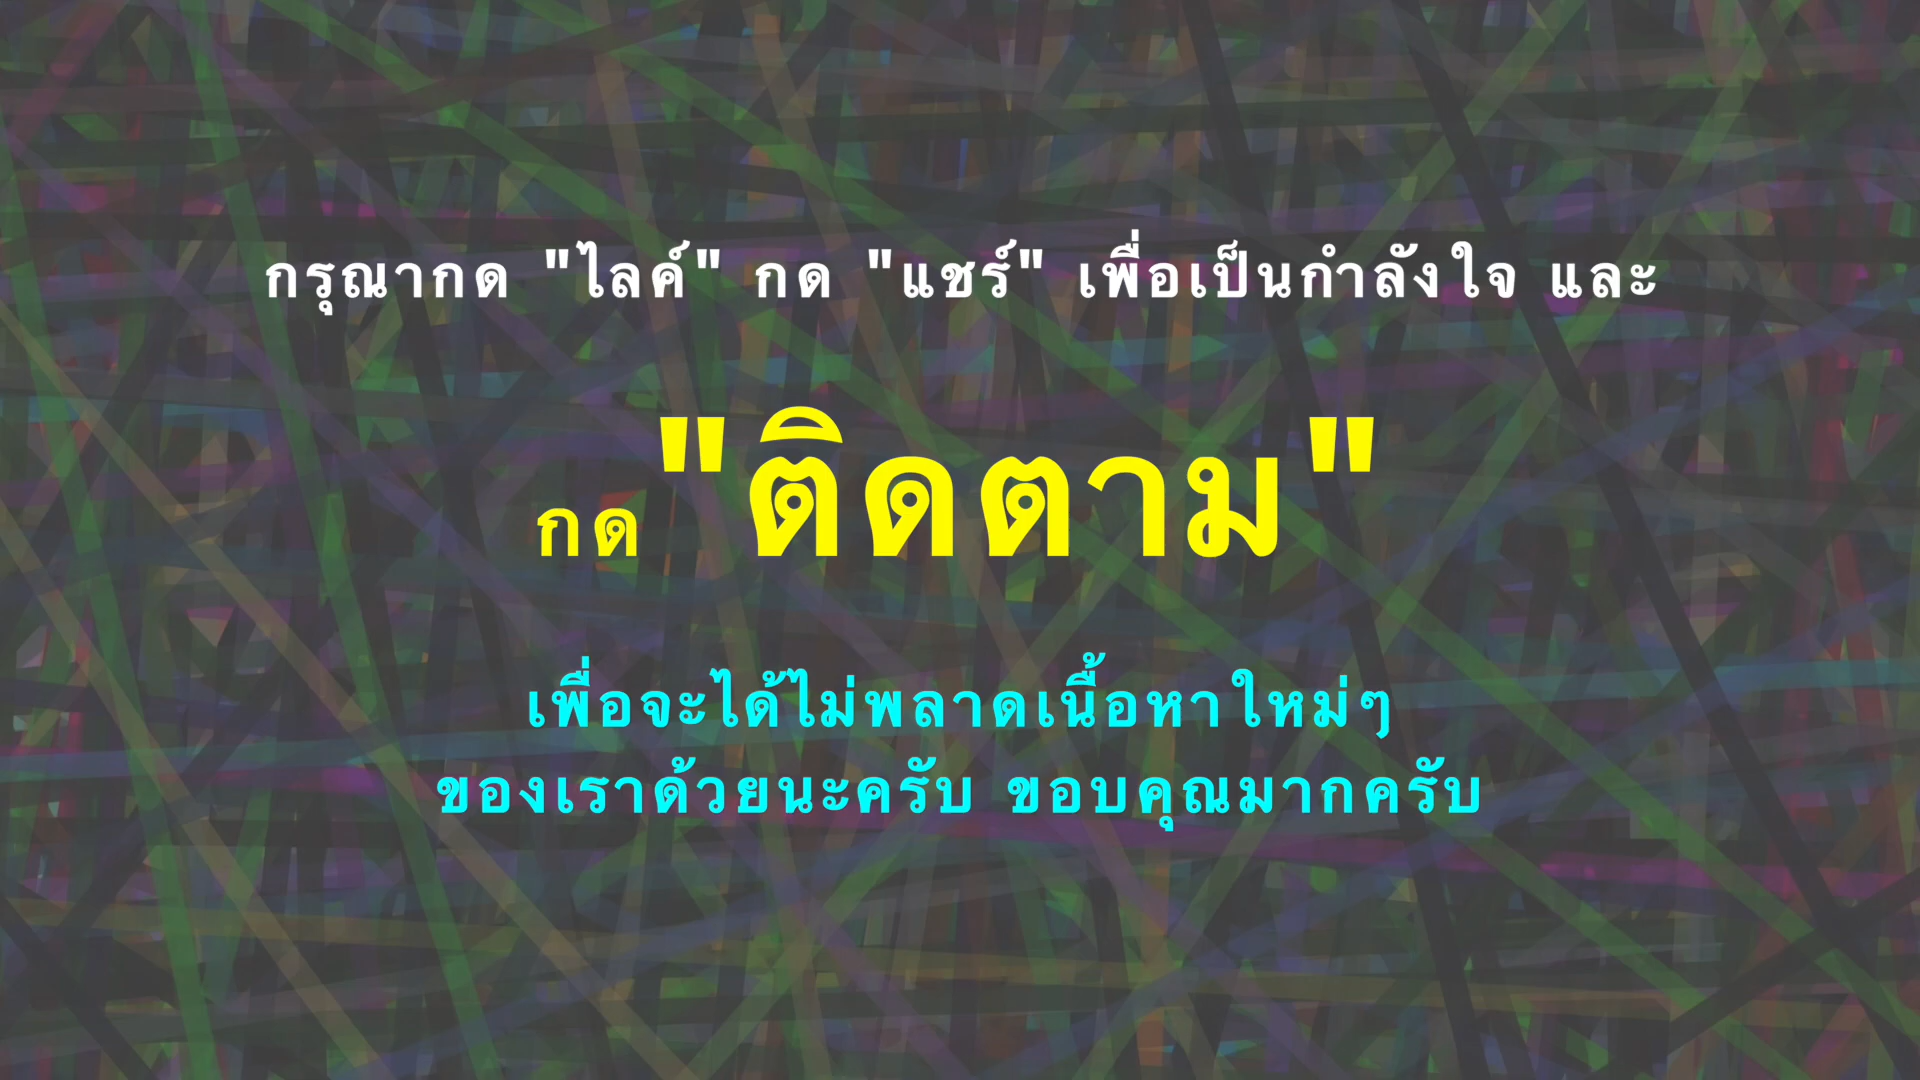 กรุณากด "ไลค์" กด "แชร์" เพื่อเป็นกำลังใจ และ
กด "ติดตาม"
เพื่อจะได้ไม่พลาดเนื้อหาใหม่ๆ
ของเราด้วยนะครับ ขอบคุณมากครับ